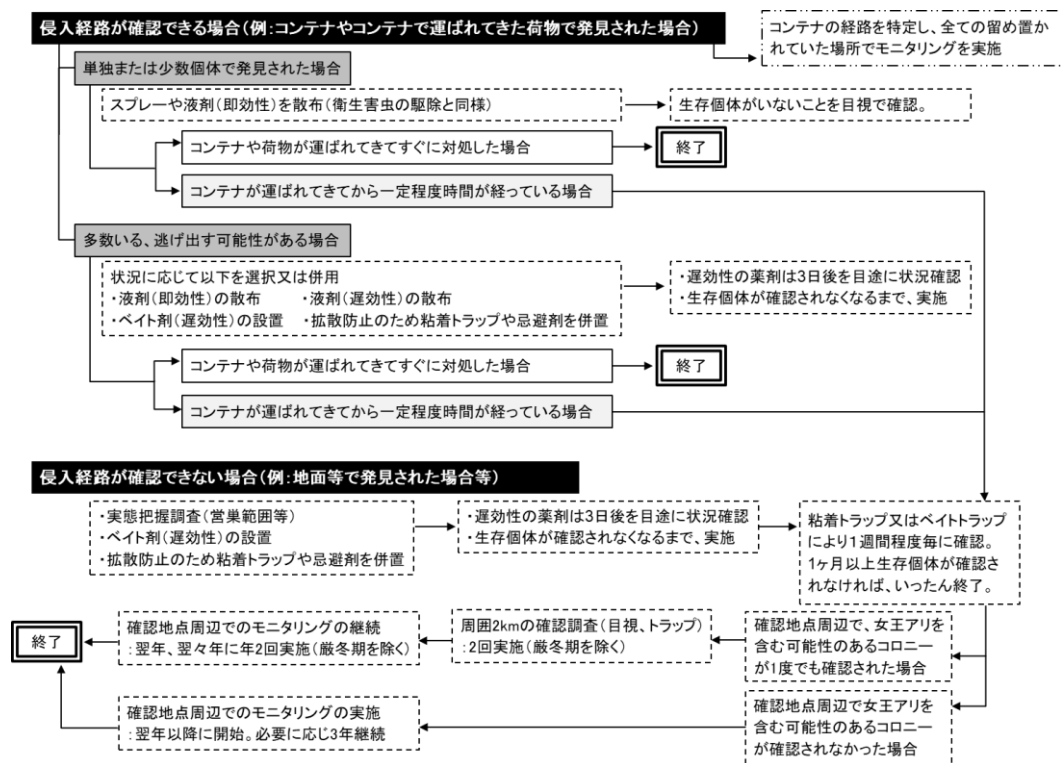 侵入経路が確認できる場合(例:コンテナやコンテナで運ばれてきた荷物で発見された場合)
コンテナの経路を特定し、全ての留め置か
れていた場所でモニタリングを実施
単独または少数個体で発見された場合
スプレーや液剤(即効性)を散布(衛生害虫の駆除と同様)
生存個体がいないことを目視で確認。
コンテナや荷物が運ばれてきてすぐに対処した場合
終了
コンテナが運ばれてきてから一定程度時間が経っている場合
多数いる、逃げ出す可能性がある場合
状況に応じて以下を選択又は併用
・液剤(即効性)の散布 ・液剤(遅効性)の散布
・ベイト剤(遅効性)の設置 ・拡散防止のため粘着トラップや忌避剤を併置
・遅効性の薬剤は3日後を目途に状況確認
・生存個体が確認されなくなるまで、実施
コンテナや荷物が運ばれてきてすぐに対処した場合
終了
コンテナが運ばれてきてから一定程度時間が経っている場合
侵入経路が確認できない場合(例:地面等で発見された場合等)
・実態把握調査(営巣範囲等)
・ベイト剤(遅効性)の設置
・拡散防止のため粘着トラップや忌避剤を併置
・遅効性の薬剤は3日後を目途に状況確認
・生存個体が確認されなくなるまで、実施
粘着トラップ又はベイトトラップ
により1週間程度毎に確認。
1ヶ月以上生存個体が確認さ
れなければ、いったん終了。
確認地点周辺で、女王アリを
含む可能性のあるコロニー
が1度でも確認された場合
周囲2kmの確認調査(目視、トラップ)
:2回実施(厳冬期を除く)
確認地点周辺でのモニタリングの継続
:翌年、翌々年に年2回実施(厳冬期を除く)
終了
確認地点周辺で女王アリを
含む可能性のあるコロニー
が確認されなかった場合
確認地点周辺でのモニタリングの実施
:翌年以降に開始。必要に応じ3年継続